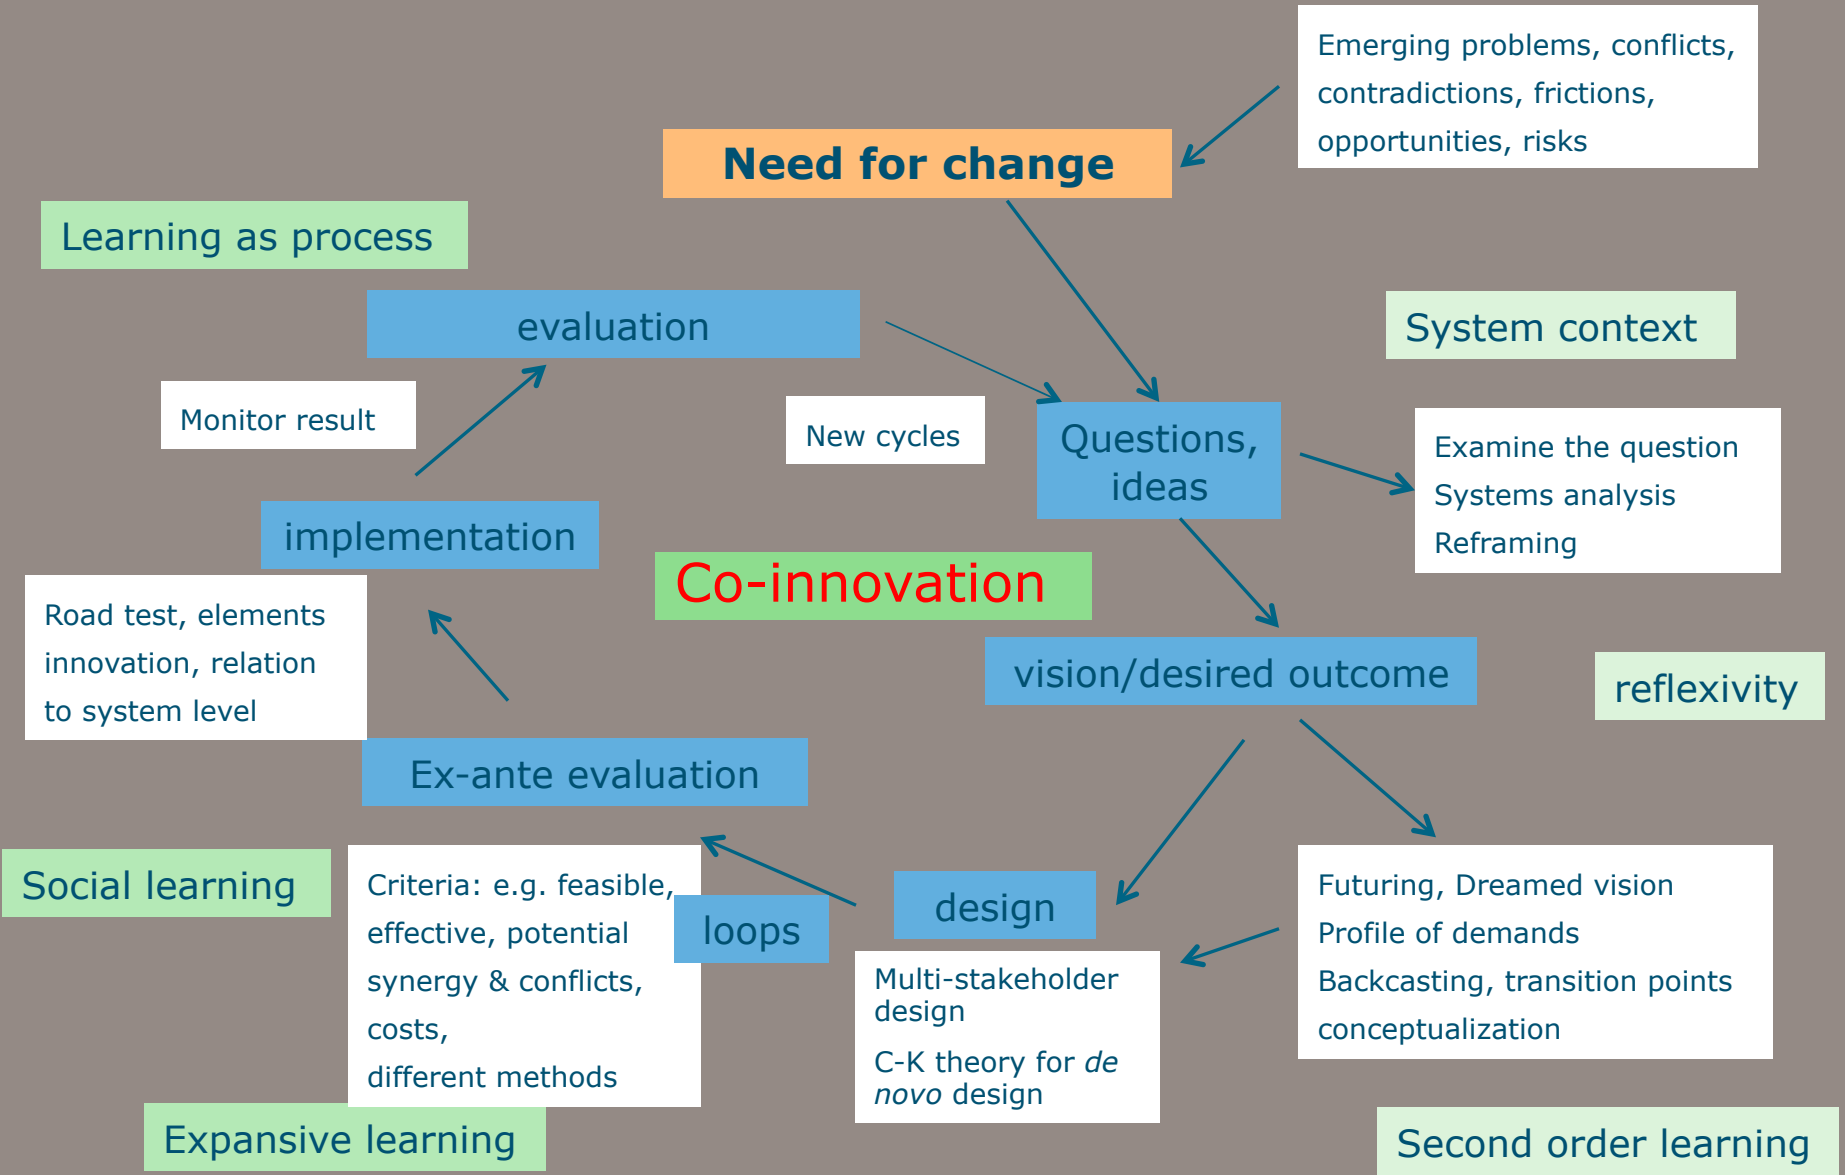 Emerging problems, conflicts,
contradictions, frictions,
opportunities, risks
Need for change
Learning as process
evaluation
System context
Monitor result
New cycles
Questions,
ideas
Examine the question
Systems analysis
Reframing
implementation
Co-innovation
Road test, elements
innovation, relation
to system level
vision/desired outcome
reflexivity
Ex-ante evaluation
Social learning
Criteria: e.g. feasible,
effective, potential
synergy & conflicts,
costs,
different methods
loops
design
Multi-stakeholder
design
C-K theory for de
novo design
Futuring, Dreamed vision
Profile of demands
Backcasting, transition points
conceptualization
Expansive learning
Second order learning